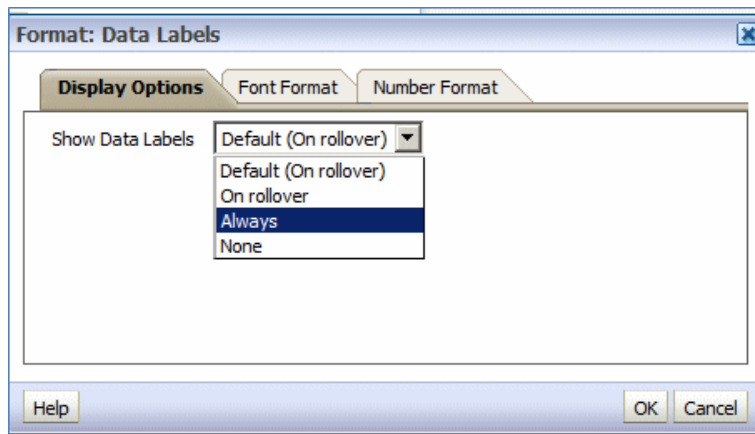 Format: Data Labels
Display Options Font Format Number Format
Show Data Labels Default (On rollover)
Default (On rollover)
On rollover
Always
None
Help OK Cancel